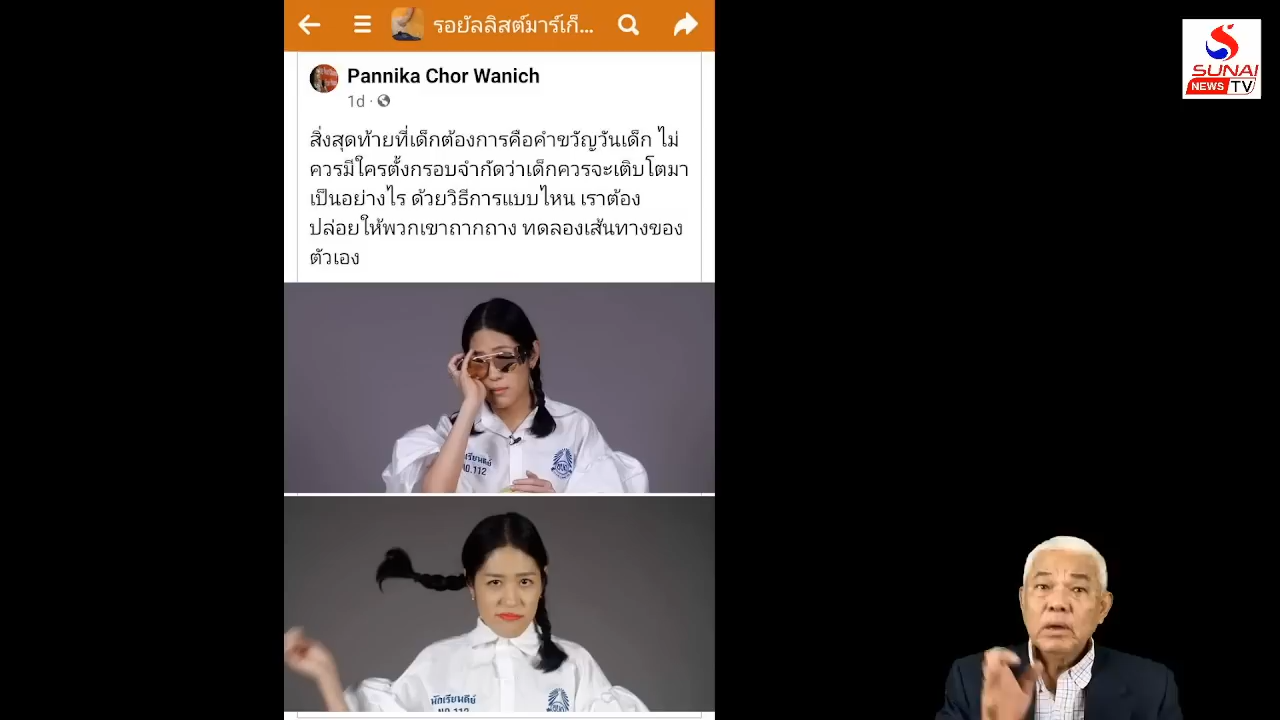 รอยัลลิสต์มาร์เก็...
Pannika Chor Wanich
1d ·
สิ่งสุดท้ายที่เด็กต้องการคือคำขวัญวันเด็ก ไม่
ควรมีใครตั้งกรอบจำกัดว่าเด็กควรจะเติบโตมา
เป็นอย่างไร ด้วยวิธีการแบบไหน เราต้อง
ปล่อยให้พวกเขาถากถาง ทดลองเส้นทางของ
ตัวเอง
NO.112
นักเรียนดีย์
NO.112
SUNAI
NEWS TV